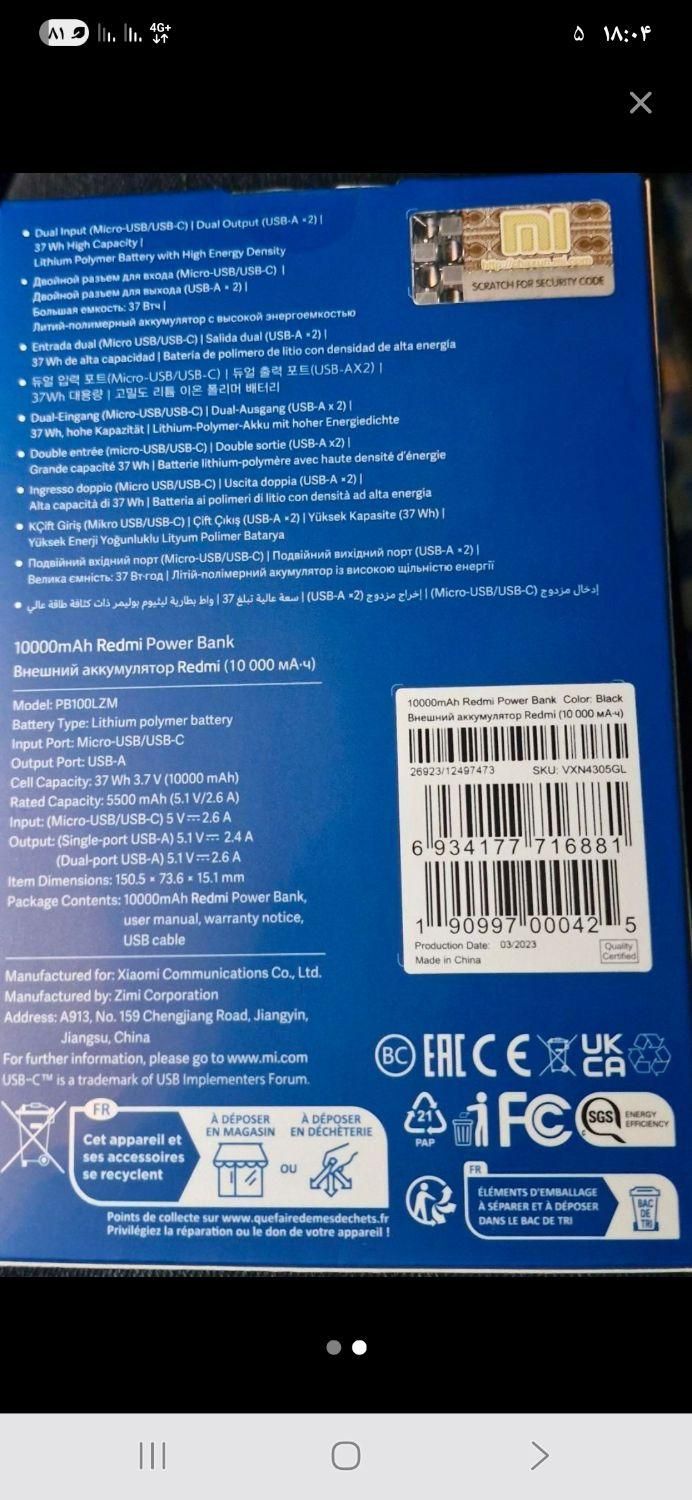 ۸۱
4G+
۵ ۱۸:۰۴
Dual Input (Micro-USB/USB-C) | Dual Output (USB-A ×2) |
37 Wh High Capacity |
Lithium Polymer Battery with High Energy Density
Двойной разъем для входа (Micro-USB/USB-C) |
Двойной разъем для выхода (USB-A × 2) |
Большая емкость: 37 Втч |
Литий-полимерный аккумулятор с высокой энергоемкостью
Entrada dual (Micro USB/USB-C) | Salida dual (USB-A ×2) |
37 Wh de alta capacidad | Batería de polímero de litio con densidad de alta energía
듀얼 입력 포트(Micro-USB/USB-C) | 듀얼 출력 포트(USB-AX2) |
37Wh 대용량 | 고밀도 리튬 이온 폴리머 배터리
Dual-Eingang (Micro-USB/USB-C) | Dual-Ausgang (USB-A x 2) |
37 Wh, hohe Kapazität | Lithium-Polymer-Akku mit hoher Energiedichte
Double entrée (micro-USB/USB-C) | Double sortie (USB-A x2) |
Grande capacité 37 Wh | Batterie lithium-polymère avec haute densité d'énergie
Ingresso doppio (Micro USB/USB-C) | Uscita doppia (USB-A ×2) |
Alta capacità di 37 Wh | Batteria ai polimeri di litio con densità ad alta energia
KÇift Giriş (Mikro USB/USB-C) | Çift Çıkış (USB-A ×2) | Yüksek Kapasite (37 Wh) |
Yüksek Enerji Yoğunluklu Lityum Polimer Batarya
Подвійний вхідний порт (Micro-USB/USB-C) | Подвійний вихідний порт (USB-A ×2) |
Велика ємність: 37 Вт·год | Літій-полімерний акумулятор із високою щільністю енергії
إدخال مزدوج (Micro-USB/USB-C) | إخراج مزدوج (USB-A ×2) | سعة عالية تبلغ 37 واط | بطارية ليثيوم بوليمر ذات كثافة طاقة عالي
mi
SCRATCH FOR SECURITY CODE
10000mAh Redmi Power Bank
Внешний аккумулятор Redmi (10 000 мА·ч)
Model: PB100LZM
Battery Type: Lithium polymer battery
Input Port: Micro-USB/USB-C
Output Port: USB-A
Cell Capacity: 37 Wh 3.7 V (10000 mAh)
Rated Capacity: 5500 mAh (5.1 V/2.6 A)
Input: (Micro-USB/USB-C) 5 V⎓2.6 A
Output: (Single-port USB-A) 5.1 V⎓ 2.4 A
(Dual-port USB-A) 5.1 V⎓2.6 A
Item Dimensions: 150.5 × 73.6 × 15.1 mm
Package Contents: 10000mAh Redmi Power Bank,
user manual, warranty notice,
USB cable
Manufactured for: Xiaomi Communications Co., Ltd.
Manufactured by: Zimi Corporation
Address: A913, No. 159 Chengjiang Road, Jiangyin,
Jiangsu, China
For further information, please go to www.mi.com
USB-C™ is a trademark of USB Implementers Forum.
10000mAh Redmi Power Bank Color: Black
Внешний аккумулятор Redmi (10 000 мА·ч)
26923/12497473 SKU: VXN4305GL
6 934177 716881
1 90997 00042 5
Production Date: 03/2023
Made in China
Quality
Certified
BC EAC CE UK
CA
21
PAP
FC
SGS ENERGY
EFFICIENCY
FR
Cet appareil et
ses accessoires
se recyclent
À DÉPOSER
EN MAGASIN
OU
À DÉPOSER
EN DÉCHÈTERIE
Points de collecte sur www.quefairedemesdechets.fr
Privilégiez la réparation ou le don de votre appareil !
FR
ÉLÉMENTS D'EMBALLAGE
À SÉPARER ET À DÉPOSER
DANS LE BAC DE TRI
BAC
DE
TRI